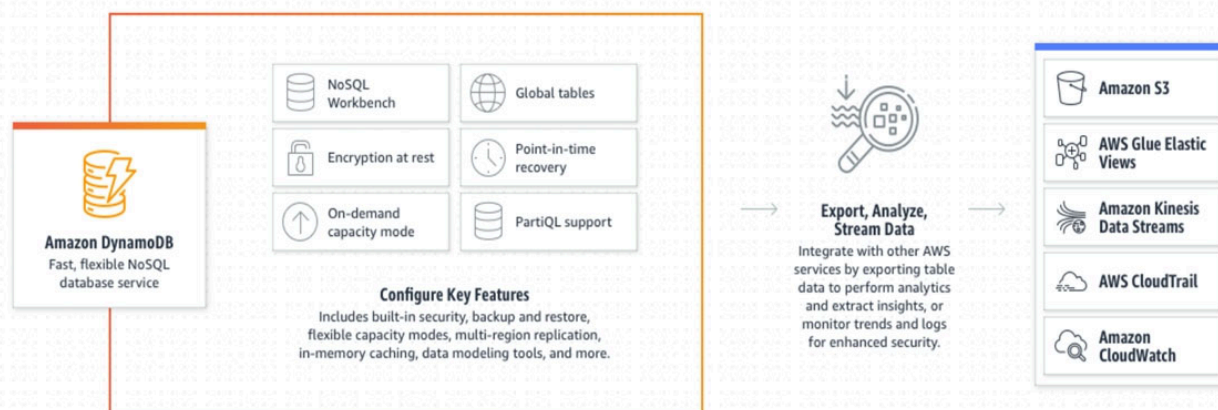 Amazon DynamoDB
Fast, flexible NoSQL
database service
NoSQL
Workbench
Global tables
Encryption at rest
Point-in-time
recovery
On-demand
capacity mode
PartiQL support
Configure Key Features
Includes built-in security, backup and restore,
flexible capacity modes, multi-region replication,
in-memory caching, data modeling tools, and more.
Export, Analyze,
Stream Data
Integrate with other AWS
services by exporting table
data to perform analytics
and extract insights, or
monitor trends and logs
for enhanced security.
Amazon S3
AWS Glue Elastic
Views
Amazon Kinesis
Data Streams
AWS CloudTrail
Amazon
CloudWatch